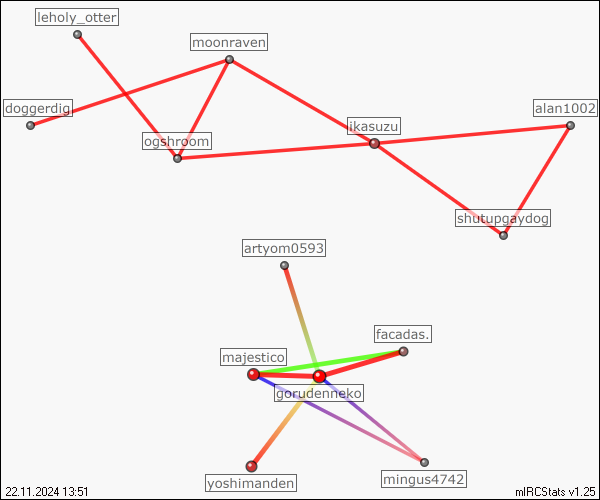 leholy_otter
moonraven
doggerdig
alan1002
ikasuzu
ogshroom
shutupgaydog
artyom0593
facadas.
majestico
gorudenneko
yoshimanden
mingus4742
22.11.2024 13:51
mIRCStats v1.25